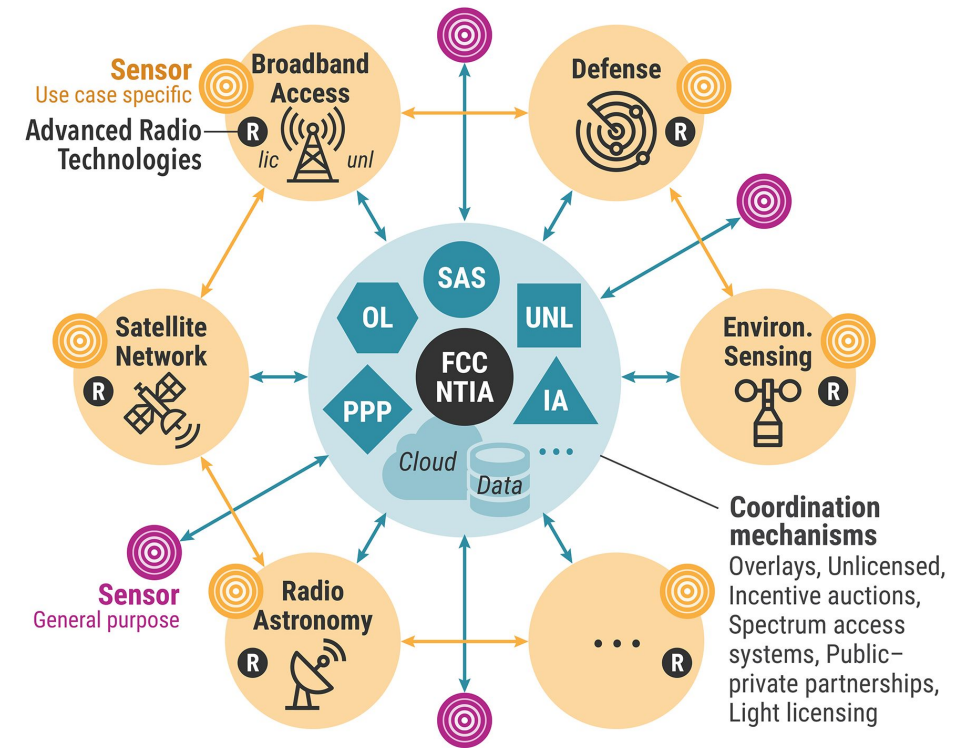 Sensor
Use case specific
Advanced Radio
Technologies
Broadband
Access
R
lic
unl
Defense
R
Satellite
Network
R
SAS
OL
UNL
FCC
NTIA
PPP
IA
Cloud
Data
...
Environ.
Sensing
R
Sensor
General purpose
Radio
Astronomy
R
...
R
Coordination
mechanisms
Overlays, Unlicensed,
Incentive auctions,
Spectrum access
systems, Public–
private partnerships,
Light licensing